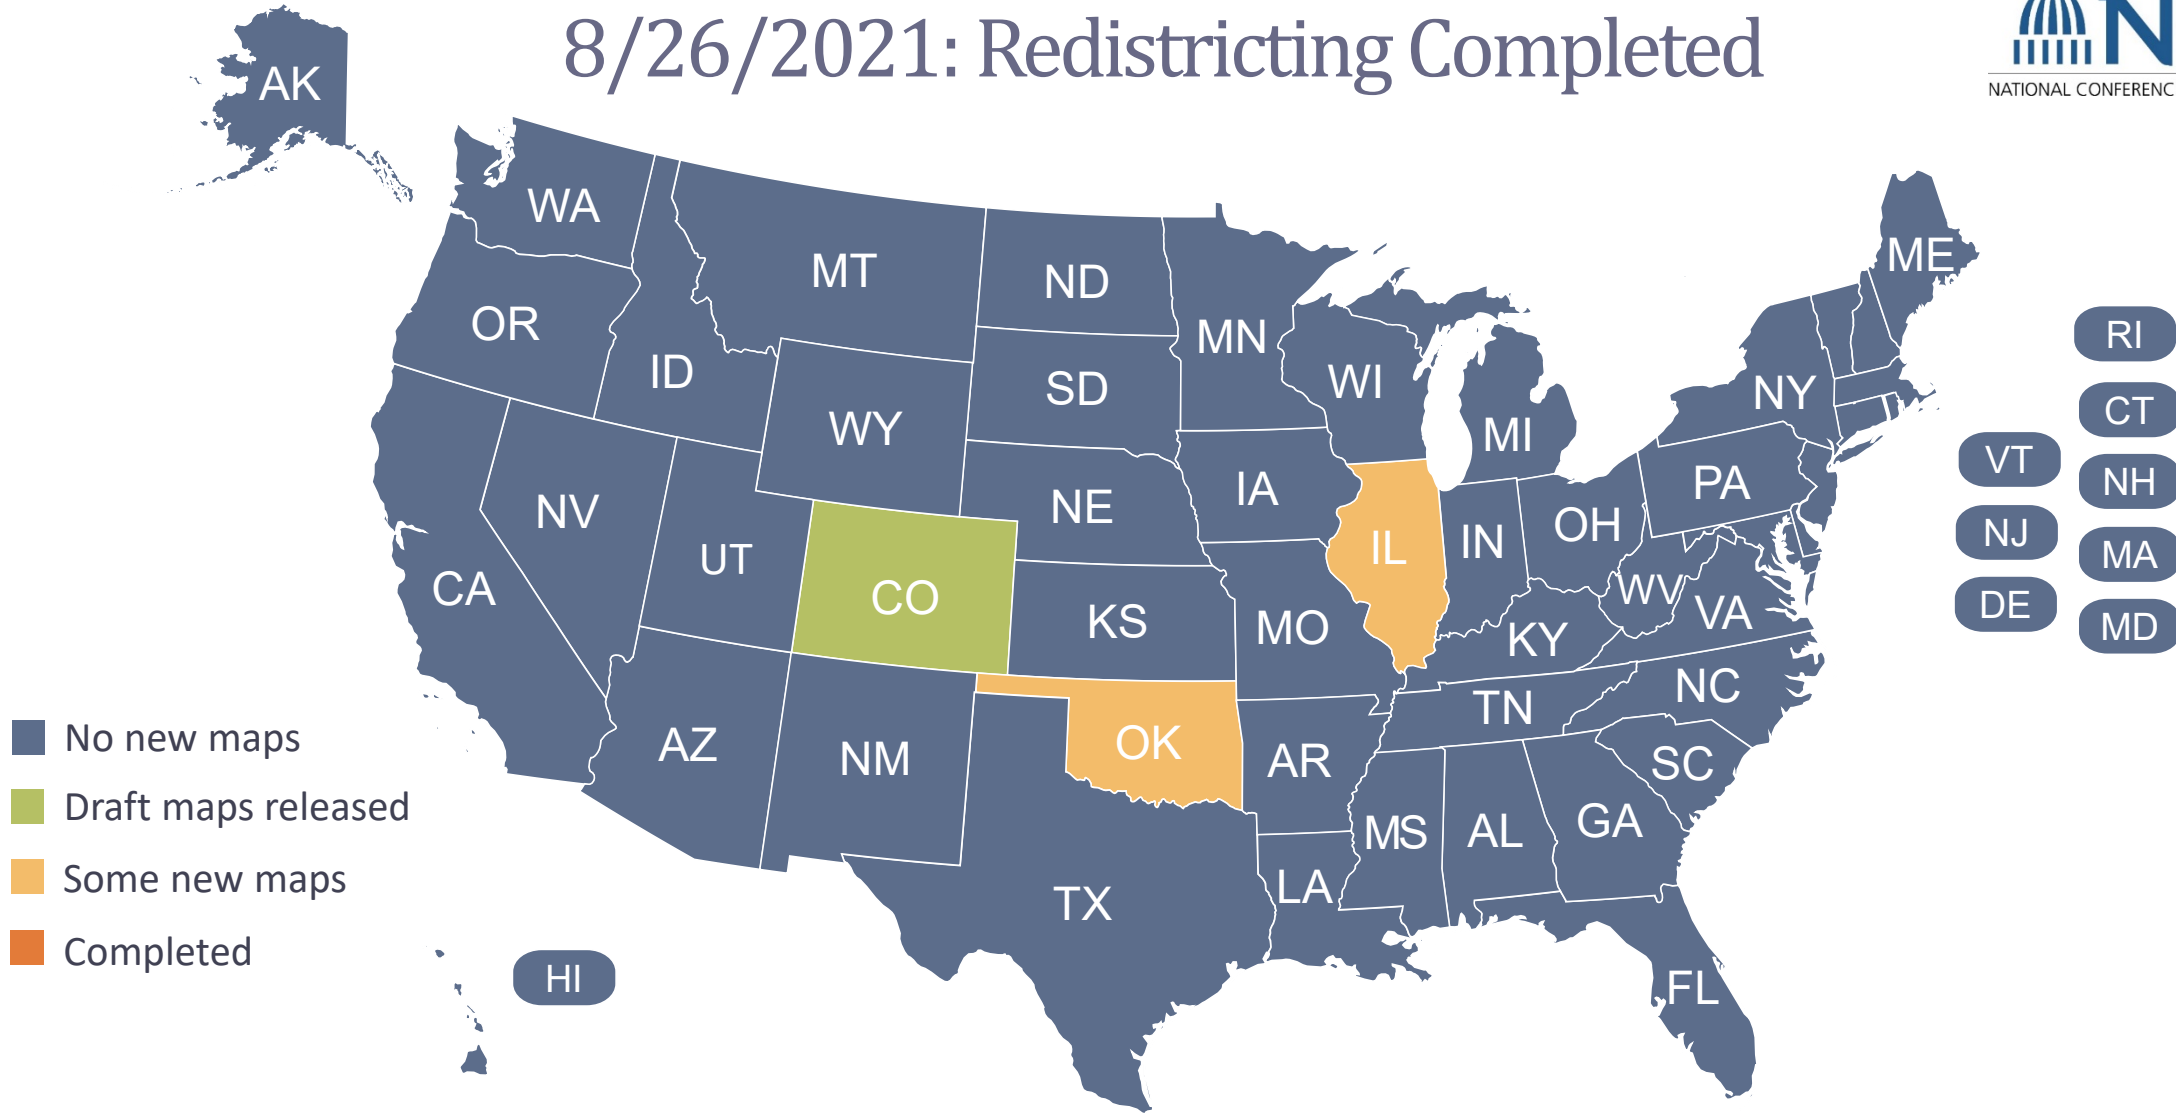 8/26/2021: Redistricting Completed
NATIONAL CONFERENC
AK
WA
MT
ND
MN
ME
OR
ID
SD
WI
MI
NY
RI
WY
CT
VT
NH
NV
UT
CO
NE
IA
IL
IN
OH
PA
NJ
MA
CA
KS
MO
KY
WV
VA
DE
MD
AZ
NM
OK
AR
TN
NC
SC
TX
LA
MS
AL
GA
FL
HI
No new maps
Draft maps released
Some new maps
Completed